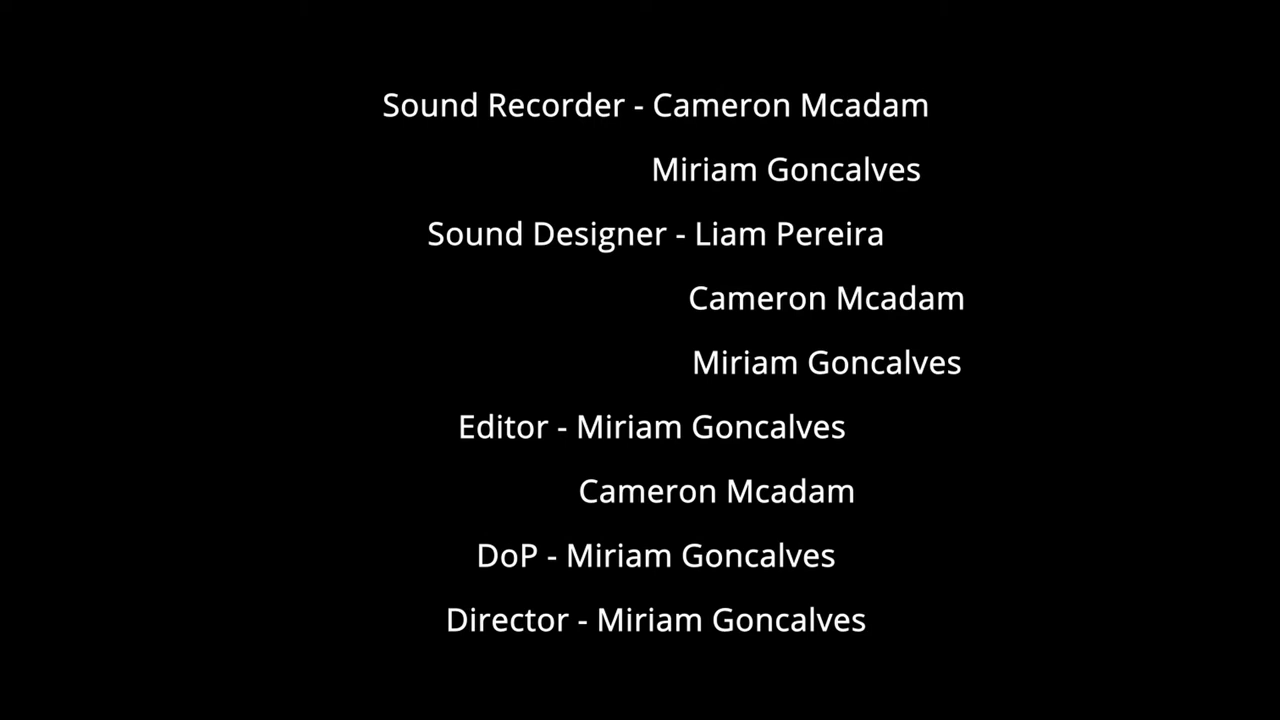 Sound Recorder - Cameron Mcadam
Miriam Goncalves
Sound Designer - Liam Pereira
Cameron Mcadam
Miriam Goncalves
Editor - Miriam Goncalves
Cameron Mcadam
DoP - Miriam Goncalves
Director - Miriam Goncalves